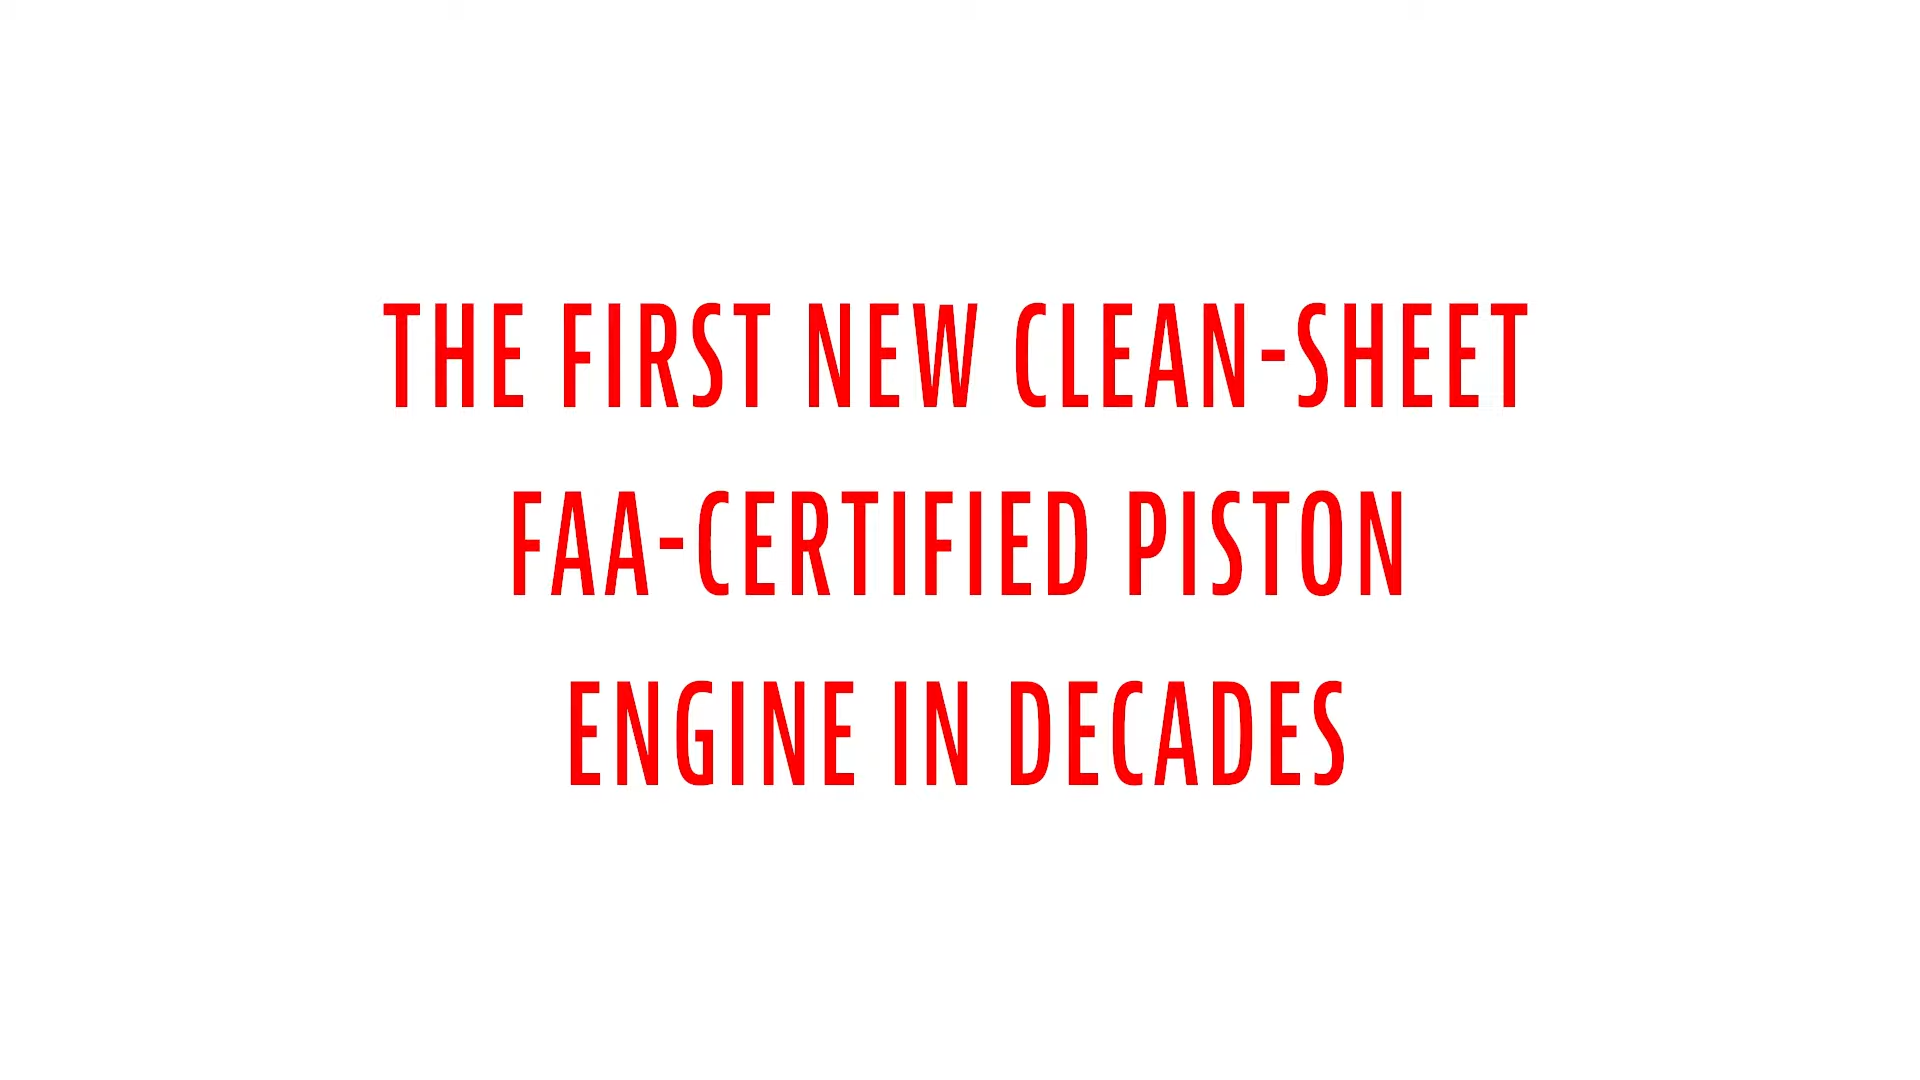 THE FIRST NEW CLEAN-SHEET
FAA-CERTIFIED PISTON
ENGINE IN DECADES